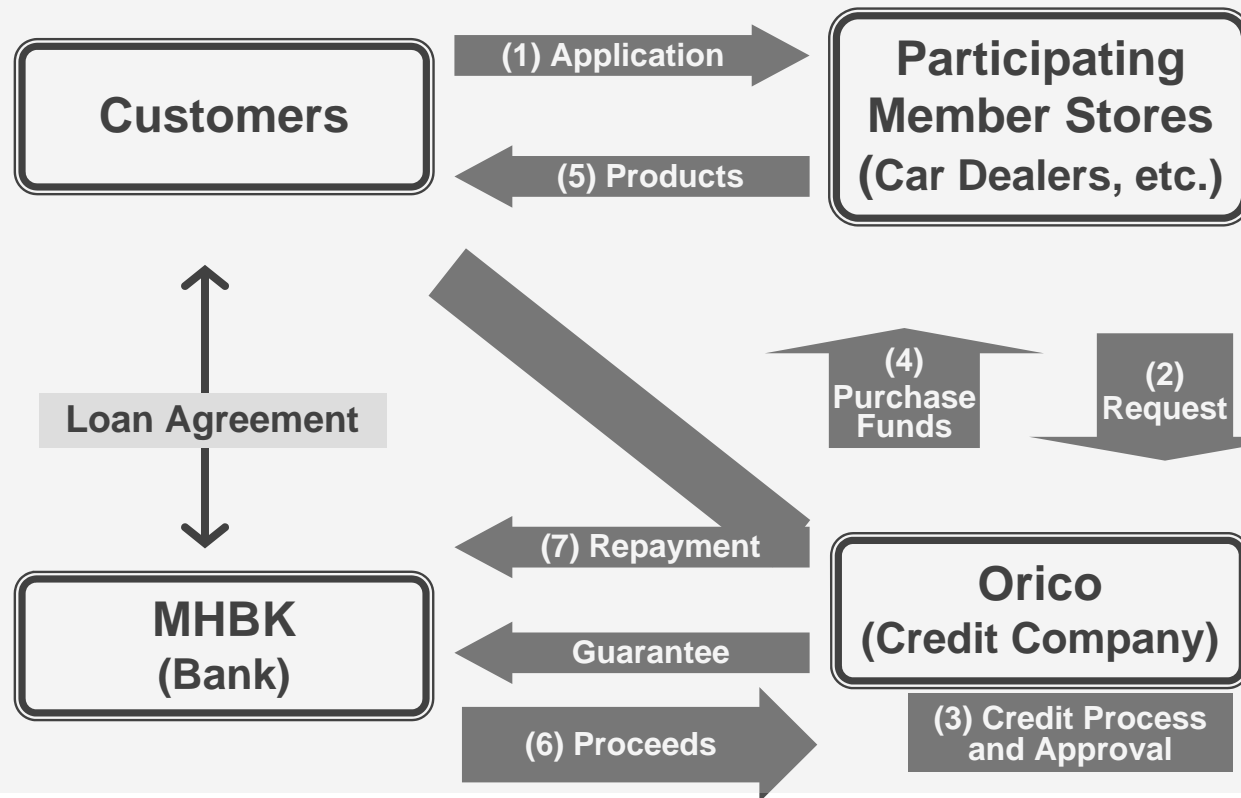 (1) Application
Customers
Participating
Member Stores
(Car Dealers, etc.)
(5) Products
Loan Agreement
(4)
Purchase
Funds
(2)
Request
(7) Repayment
MHBK
(Bank)
Orico
(Credit Company)
Guarantee
(6) Proceeds
(3) Credit Process
and Approval